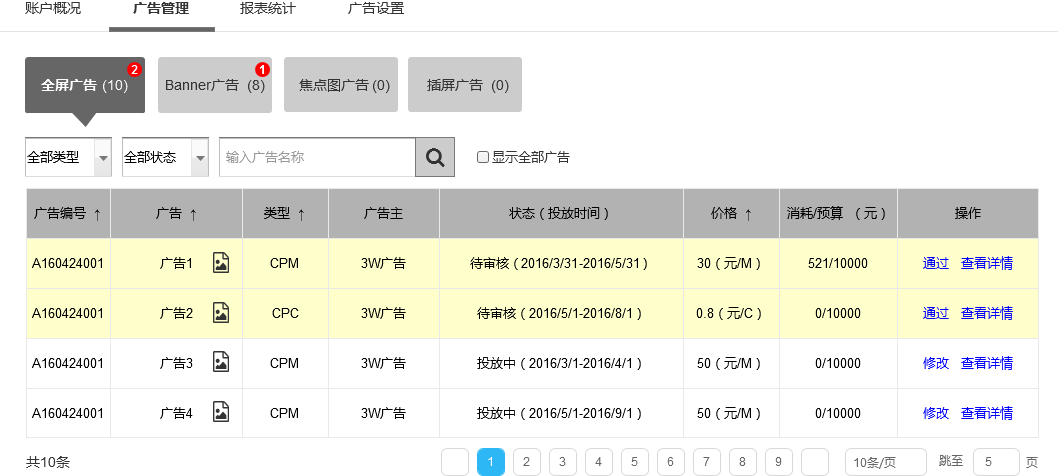 账户概况 广告管理 报表统计 广告设置
全屏广告 (10) 2 Banner广告 (8) 1 焦点图广告(0) 插屏广告 (0)
全部类型 全部状态 输入广告名称 显示全部广告
广告编号 ↑ 广告 ↑ 类型 ↑ 广告主 状态(投放时间) 价格 ↑ 消耗/预算 (元) 操作
A160424001 广告1 CPM 3W广告 待审核(2016/3/31-2016/5/31) 30(元/M) 521/10000 通过 查看详情
A160424001 广告2 CPC 3W广告 待审核(2016/5/1-2016/8/1) 0.8(元/C) 0/10000 通过 查看详情
A160424001 广告3 CPM 3W广告 投放中(2016/3/1-2016/4/1) 50(元/M) 0/10000 修改 查看详情
A160424001 广告4 CPM 3W广告 投放中(2016/5/1-2016/9/1) 50(元/M) 0/10000 修改 查看详情
共10条 1 2 3 4 5 6 7 8 9 10条/页 跳至 5 页